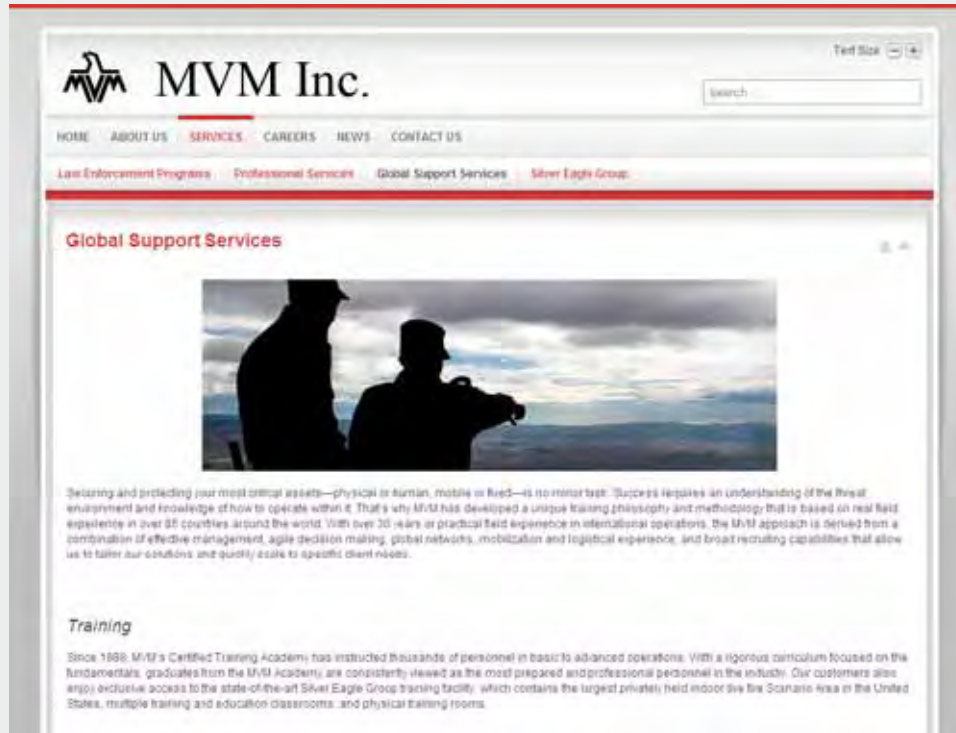 Text Size - +
MVM
MVM Inc.
search ...
HOME ABOUT US SERVICES CAREERS NEWS CONTACT US
Law Enforcement Programs Professional Services Global Support Services Silver Eagle Group
Global Support Services
Securing and protecting your most critical assets—physical or human, mobile or fixed—is no minor task. Success requires an understanding of the threat
environment and knowledge of how to operate within it. That's why MVM has developed a unique training philosophy and methodology that is based on real field
experience in over countries around the world. With over 30 years or practical field experience in international operations, the MVM approach is derived from a
combination of effective management, agile decision making, global networks, mobilization and logistical experience, and broad recruiting capabilities that allow
us to tailor our solutions and quickly scale to specific client needs.
Training
Since MVM's Certified Training Academy has instructed thousands of personnel in basic to advanced operations. With a rigorous curriculum focused on the
fundamentals, graduates from the MVM Academy are consistently viewed as the most prepared and professional personnel in the industry. Our customers also
enjoy exclusive access to the state-of-the-art Silver Eagle Group training facility, which contains the largest privately held indoor live fire Scenario Area in the United
States, multiple training and education classrooms, and physical training rooms.